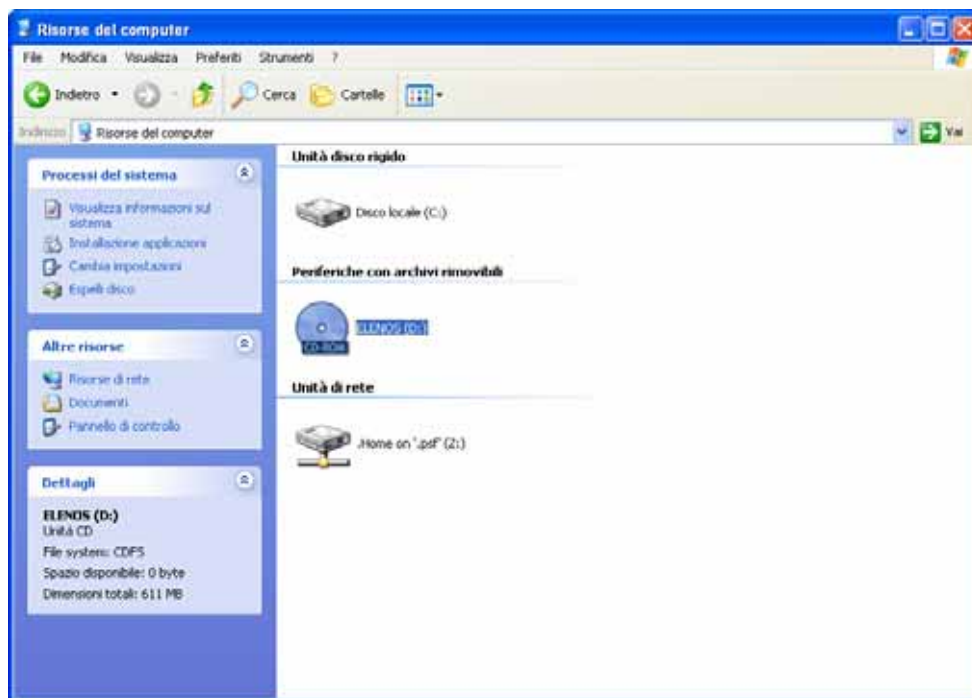 Risorse del computer
File Modifica Visualizza Preferiti Strumenti ?
Indietro Cerca Cartelle
Indirizzo Risorse del computer Vai
Processi del sistema
Visualizza informazioni sul
sistema
Installazione applicazioni
Cambia impostazioni
Espelli disco
Altre risorse
Risorse di rete
Documenti
Pannello di controllo
Dettagli
ELENOS (D:)
Unità CD
File system: CDFS
Spazio disponibile: 0 byte
Dimensioni totali: 611 MB
Unità disco rigido
Disco locale (C:)
Periferiche con archivi rimovibili
CD-ROM
ELENOS (D:)
Unità di rete
.Home on '.psf' (Z:)